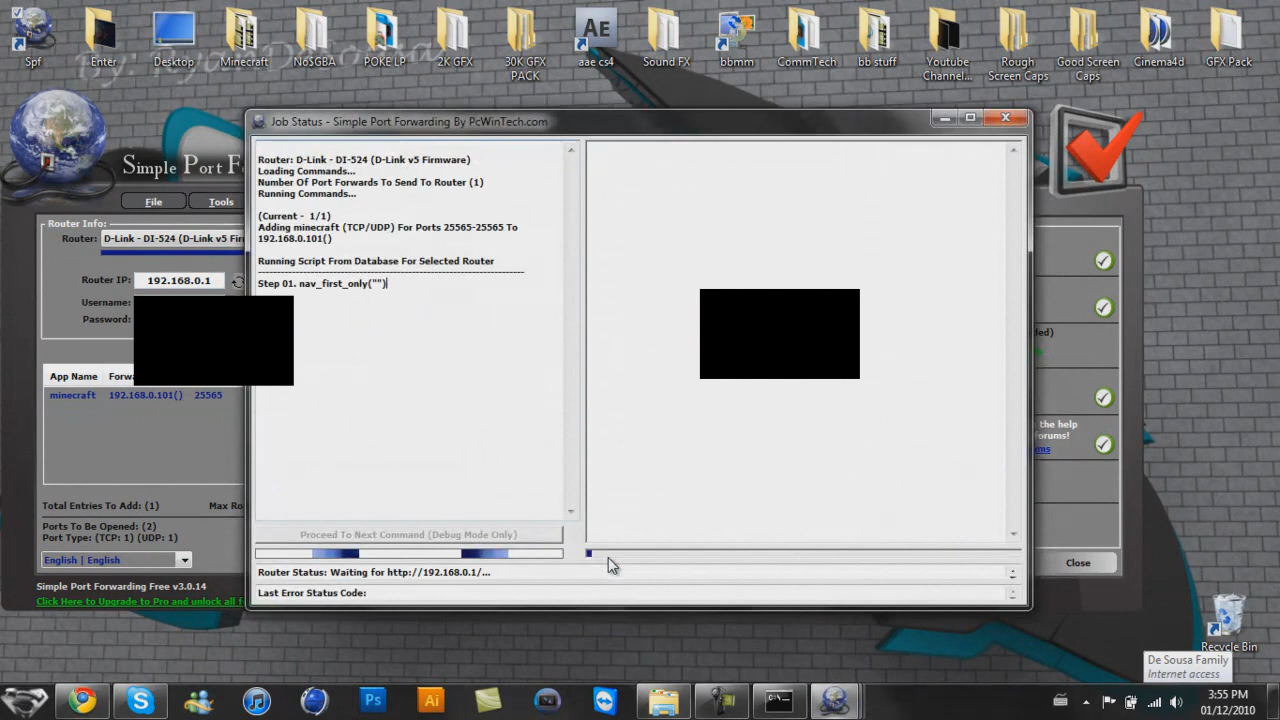 Spf
Enter
Desktop
Minecraft
No$GBA
POKE LP
2K GFX
30K GFX
PACK
AE
aae cs4
Sound FX
bbmm
CommTech
bb stuff
Youtube
Channel...
Rough
Screen Caps
Good Screen
Caps
Cinema4d
GFX Pack
By:
Simple Port F
File
Tools
Router Info:
Router:
D-Link - DI-524 (D-Link v5 Firm
Router IP:
192.168.0.1
Username:
Password:
App Name
Forw
minecraft
192.168.0.101()
25565
Total Entries To Add: (1)
Max Ro
Ports To Be Opened: (2)
Port Type: (TCP: 1) (UDP: 1)
English | English
Simple Port Forwarding Free v3.0.14
Click Here to Upgrade to Pro and unlock all f
Job Status - Simple Port Forwarding By PcWinTech.com
Router: D-Link - DI-524 (D-Link v5 Firmware)
Loading Commands...
Number Of Port Forwards To Send To Router (1)
Running Commands...
(Current - 1/1)
Adding minecraft (TCP/UDP) For Ports 25565-25565 To
192.168.0.101()
Running Script From Database For Selected Router
Step 01. nav_first_only("")
Proceed To Next Command (Debug Mode Only)
Router Status: Waiting for http://192.168.0.1/...
Last Error Status Code:
led)
the help
forums!
ms
Close
Recycle Bin
De Sousa Family
Internet access
Ps
Ai
C:\
3:55 PM
01/12/2010